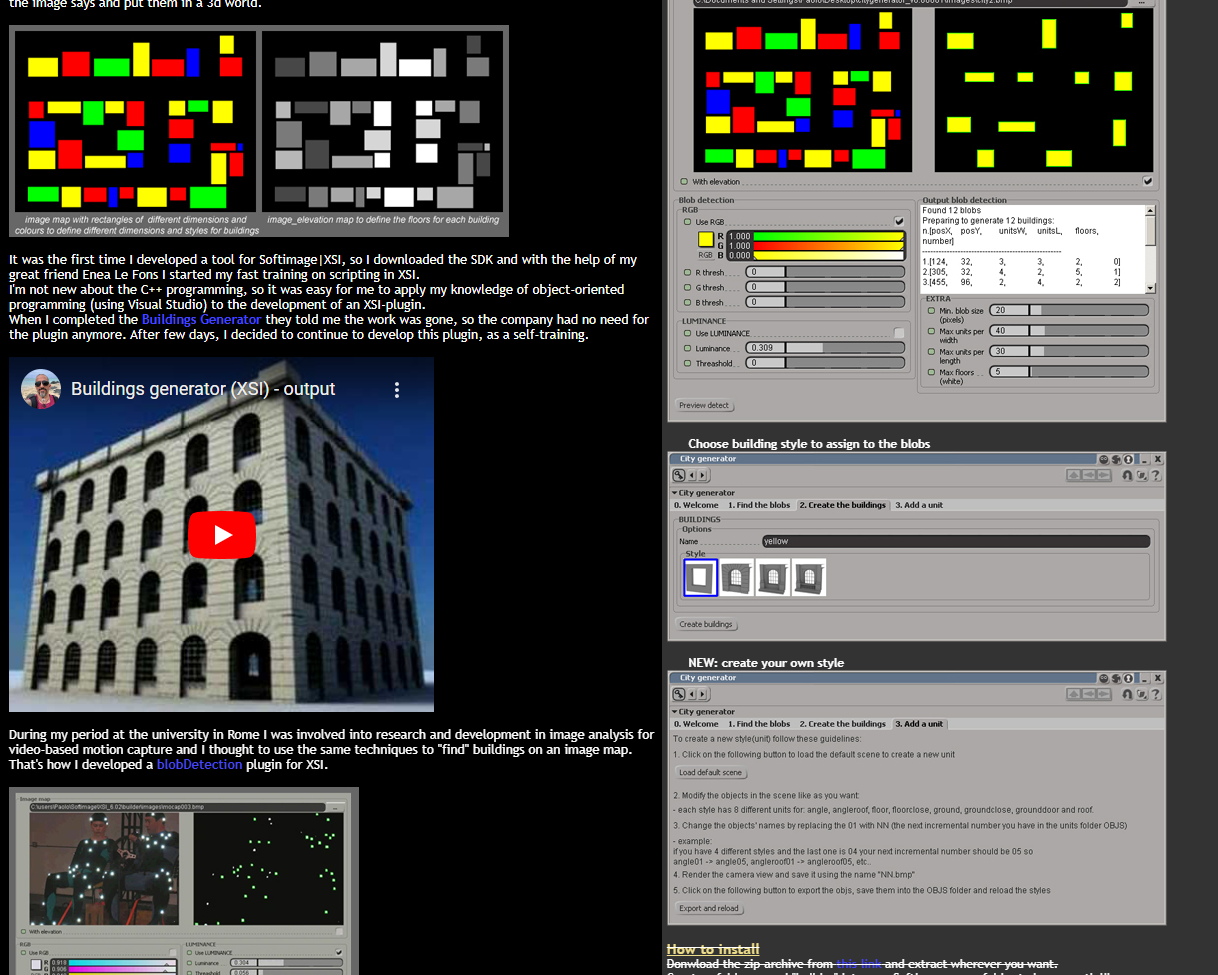 the image says and put them in a 3d world.
image map with rectangles of different dimensions and
colours to define different dimensions and styles for buildings
image_elevation map to define the floors for each building
It was the first time I developed a tool for Softimage|XSI, so I downloaded the SDK and with the help of my
great friend Enea Le Fons I started my fast training on scripting in XSI.
I'm not new about the C++ programming, so it was easy for me to apply my knowledge of object-oriented
programming (using Visual Studio) to the development of an XSI-plugin.
When I completed the Buildings Generator they told me the work was gone, so the company had no need for
the plugin anymore. After few days, I decided to continue to develop this plugin, as a self-training.
Buildings generator (XSI) - output
During my period at the university in Rome I was involved into research and development in image analysis for
video-based motion capture and I thought to use the same techniques to "find" buildings on an image map.
That's how I developed a blobDetection plugin for XSI.
Image map
C:\users\Paolo\Softimage\XSI_6.02\builder\images\mocap003.bmp
...
With elevation
RGB
Use RGB
R 0.918
G 0.906
LUMINANCE
Use LUMINANCE
Luminance 0.304
Threashold 0.056
...
With elevation
Blob detection
RGB
Use RGB
R 1.000
G 1.000
RGB B 0.000
R thresh 0
G thresh 0
B thresh 0
LUMINANCE
Use LUMINANCE
Luminance 0.309
Threashold 0
Output blob detection
Found 12 blobs
Preparing to generate 12 buildings:
n.[posX, posY, unitsW, unitsL, floors,
number]
1.[124, 32, 3, 3, 2, 0]
2.[305, 32, 4, 2, 5, 1]
3.[455, 96, 2, 4, 2, 2]
EXTRA
Min. blob size
(pixels) 20
Max units per
width 40
Max units per
length 30
Max floors
(white) 5
Preview detect
Choose building style to assign to the blobs
City generator
City generator
0. Welcome 1. Find the blobs 2. Create the buildings 3. Add a unit
BUILDINGS
Options
Name yellow
Style
Create buildings
NEW: create your own style
City generator
City generator
0. Welcome 1. Find the blobs 2. Create the buildings 3. Add a unit
To create a new style(unit) follow these guidelines:
1. Click on the following button to load the default scene to create a new unit
Load default scene
2. Modify the objects in the scene like as you want:
- each style has 8 different units for: angle, angleroof, floor, floorclose, ground, groundclose, grounddoor and roof.
3. Change the objects' names by replacing the 01 with NN (the next incremental number you have in the units folder OBJS)
- example:
if you have 4 different styles and the last one is 04 your next incremental number should be 05 so
angle01 -> angle05, angleroof01 -> angleroof05, etc..
4. Render the camera view and save it using the name "NN.bmp"
5. Click on the following button to export the objs, save them into the OBJS folder and reload the styles
Export and reload
How to install
Donwload the zip archive from this link and extract wherever you want.